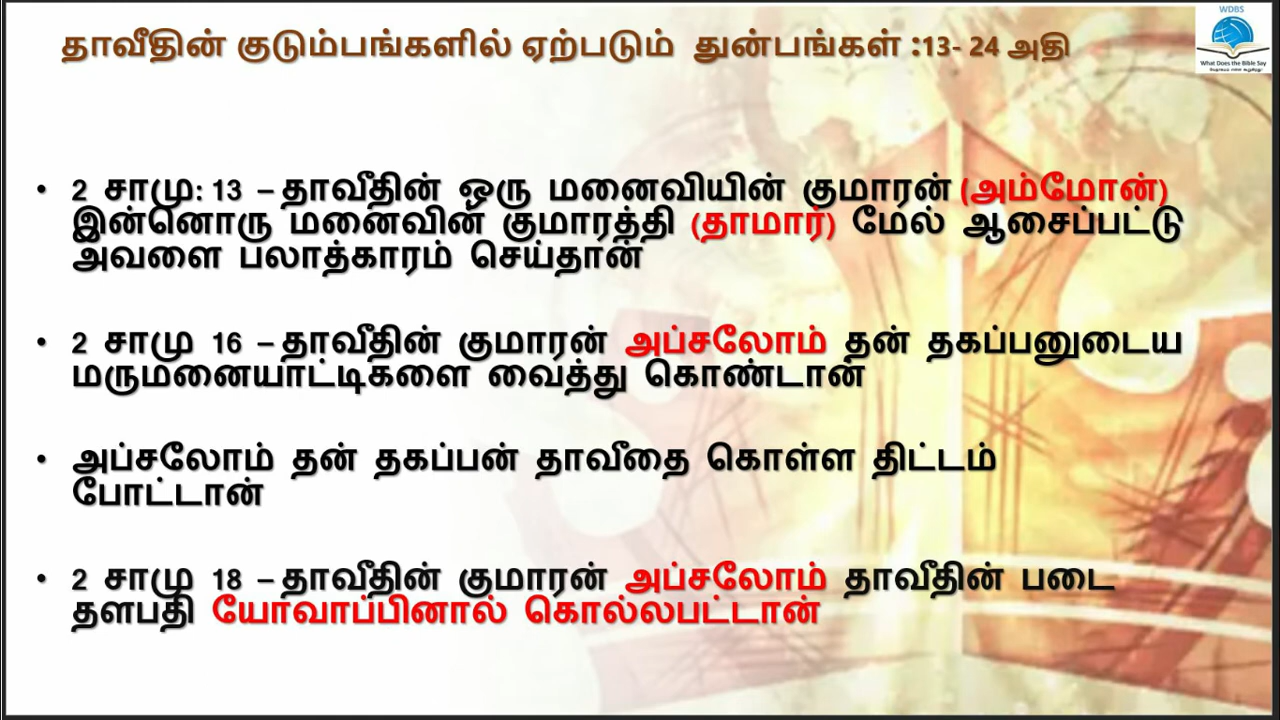 தாவீதின் குடும்பங்களில் ஏற்படும் துன்பங்கள் :13- 24 அதி
WDBS
What Does the Bible Say
• 2 சாமு: 13 – தாவீதின் ஒரு மனைவியின் குமாரன் (அம்மோன்)
இன்னொரு மனைவின் குமாரத்தி (தாமார்) மேல் ஆசைப்பட்டு
அவளை பலாத்காரம் செய்தான்
• 2 சாமு 16 – தாவீதின் குமாரன் அப்சலோம் தன் தகப்பனுடைய
மருமனையாட்டிகளை வைத்து கொண்டான்
• அப்சலோம் தன் தகப்பன் தாவீதை கொள்ள திட்டம்
போட்டான்
• 2 சாமு 18 – தாவீதின் குமாரன் அப்சலோம் தாவீதின் படை
தளபதி யோவாப்பினால் கொல்லபட்டான்